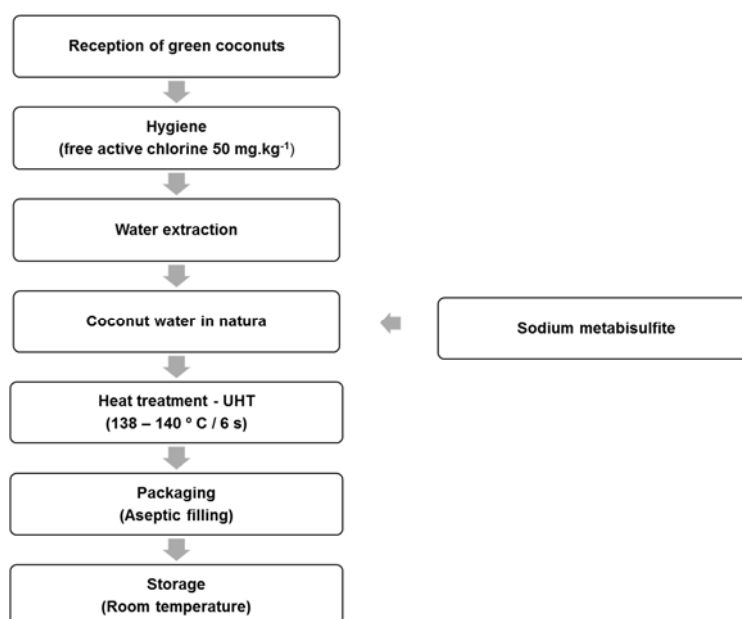 Reception of green coconuts
Hygiene
(free active chlorine 50 mg.kg⁻¹)
Water extraction
Coconut water in natura
Sodium metabisulfite
Heat treatment - UHT
(138 – 140 º C / 6 s)
Packaging
(Aseptic filling)
Storage
(Room temperature)